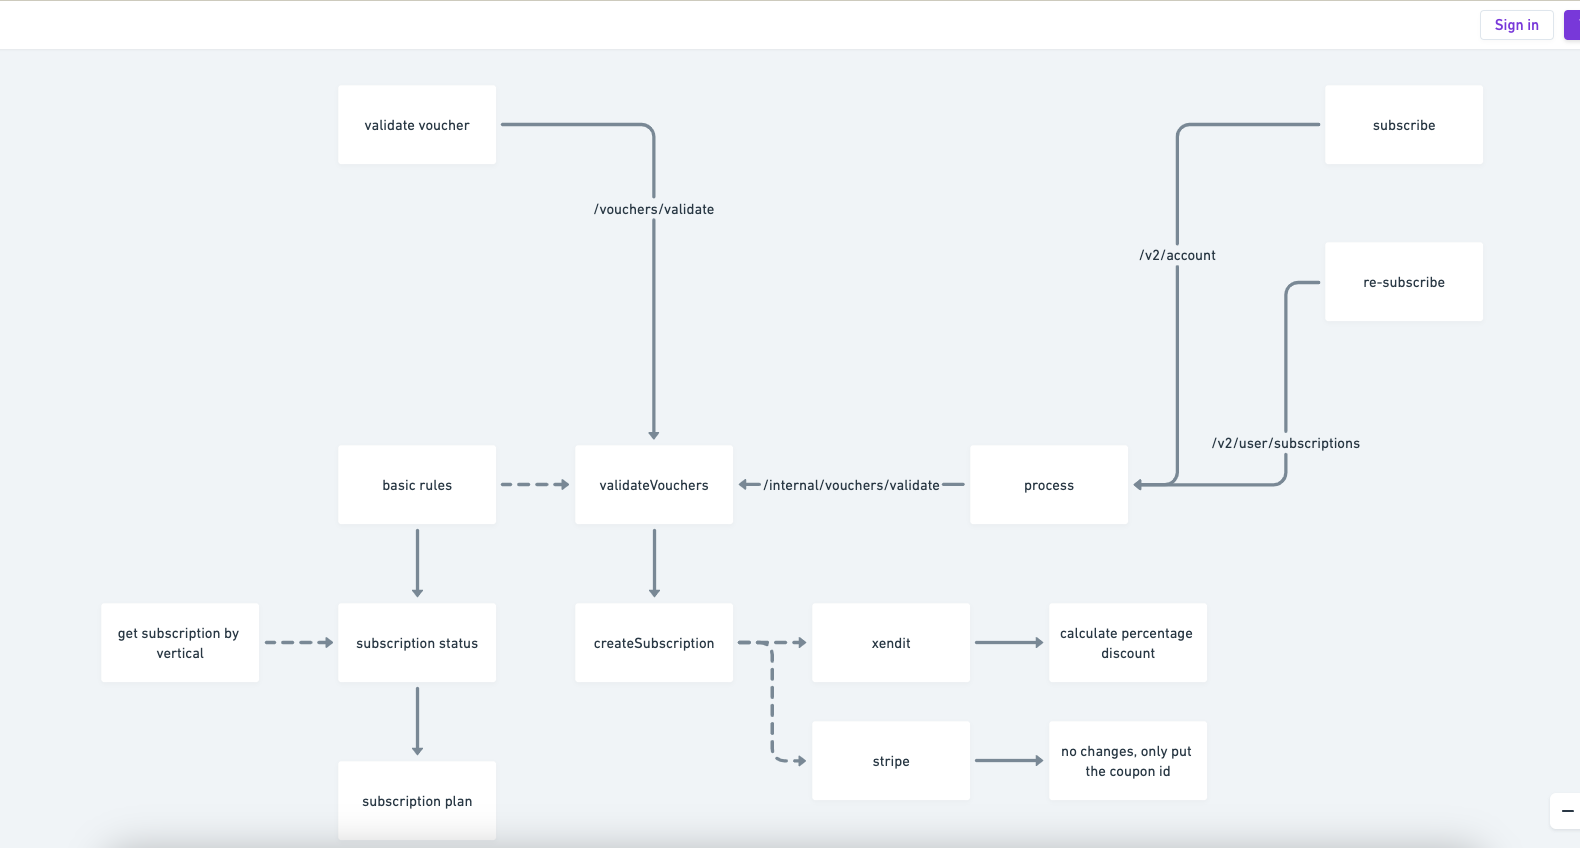 Sign in
validate voucher
subscribe
/vouchers/validate
/v2/account
re-subscribe
/v2/user/subscriptions
basic rules
validateVouchers
/internal/vouchers/validate
process
get subscription by
vertical
subscription status
createSubscription
xendit
calculate percentage
discount
stripe
no changes, only put
the coupon id
subscription plan